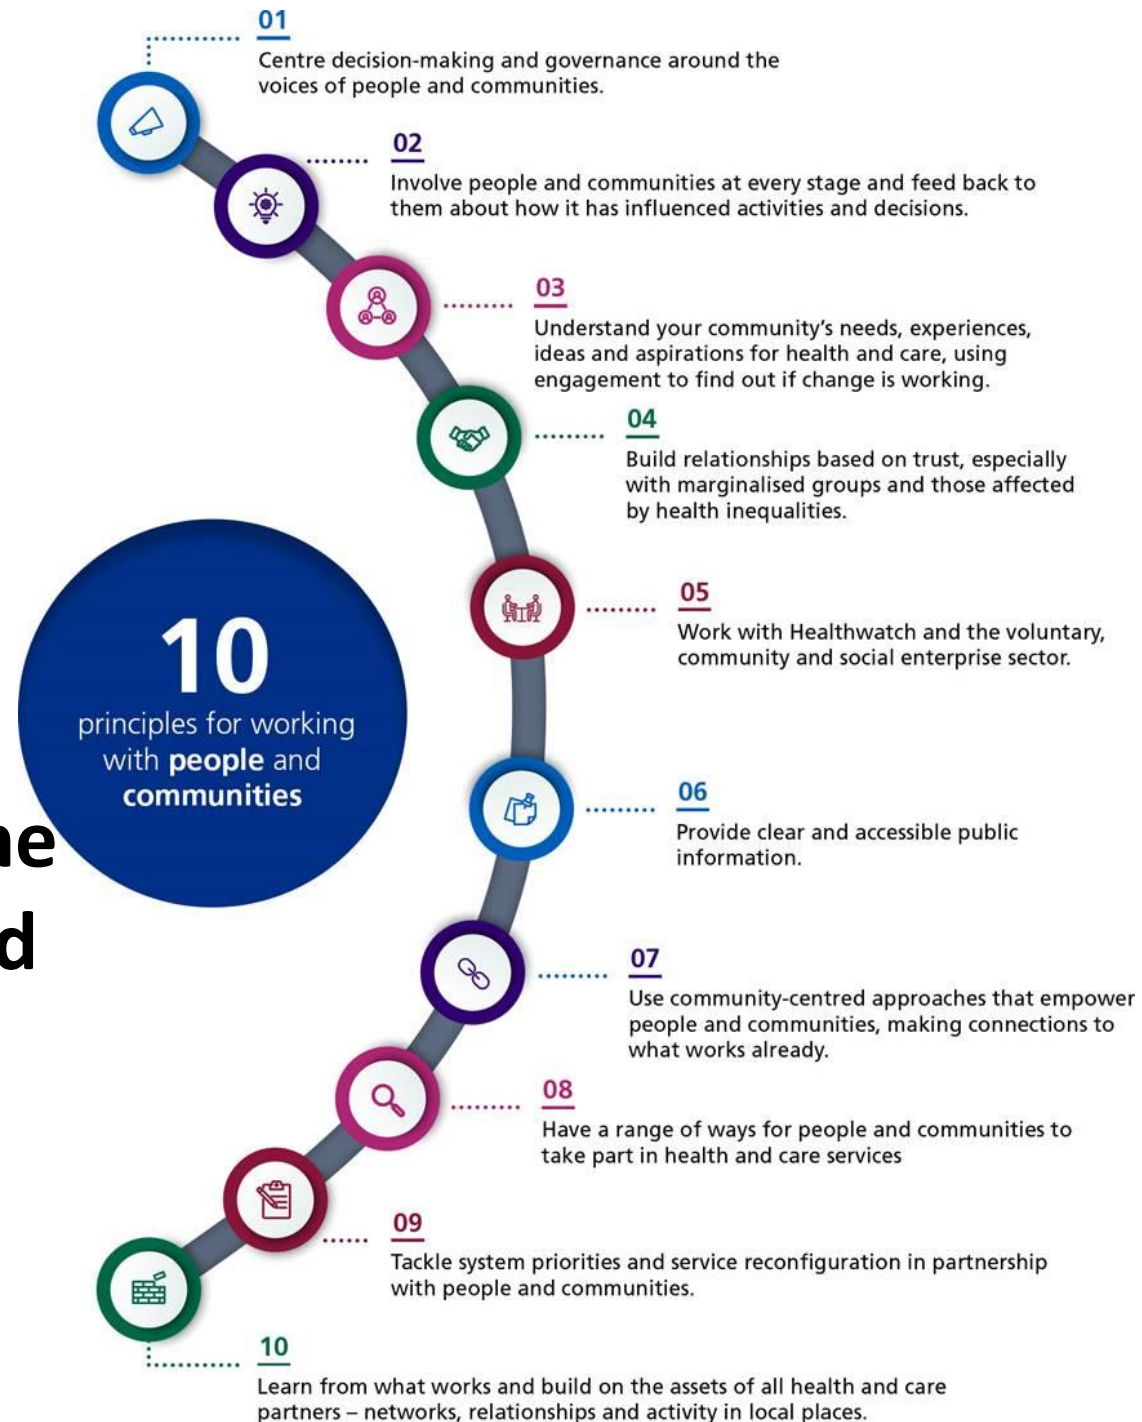 01
Centre decision-making and governance around the
voices of people and communities.
02
Involve people and communities at every stage and feed back to
them about how it has influenced activities and decisions.
03
Understand your community’s needs, experiences,
ideas and aspirations for health and care, using
engagement to find out if change is working.
04
Build relationships based on trust, especially
with marginalised groups and those affected
by health inequalities.
05
Work with Healthwatch and the voluntary,
community and social enterprise sector.
10
principles for working
with people and
communities
06
Provide clear and accessible public
information.
07
Use community-centred approaches that empower
people and communities, making connections to
what works already.
08
Have a range of ways for people and communities to
take part in health and care services
09
Tackle system priorities and service reconfiguration in partnership
with people and communities.
10
Learn from what works and build on the assets of all health and care
partners – networks, relationships and activity in local places.